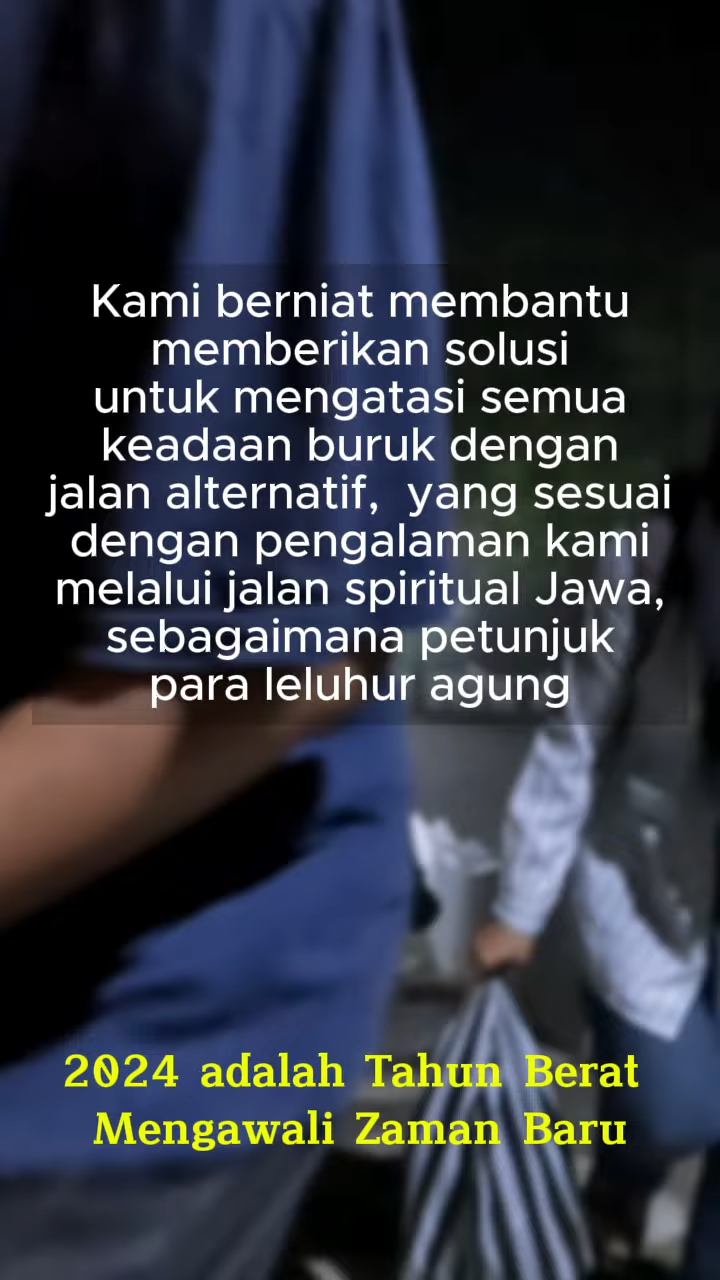 Kami berniat membantu
memberikan solusi
untuk mengatasi semua
keadaan buruk dengan
jalan alternatif,  yang sesuai
dengan pengalaman kami
melalui jalan spiritual Jawa,
sebagaimana petunjuk
para leluhur agung
2024 adalah Tahun Berat
Mengawali Zaman Baru